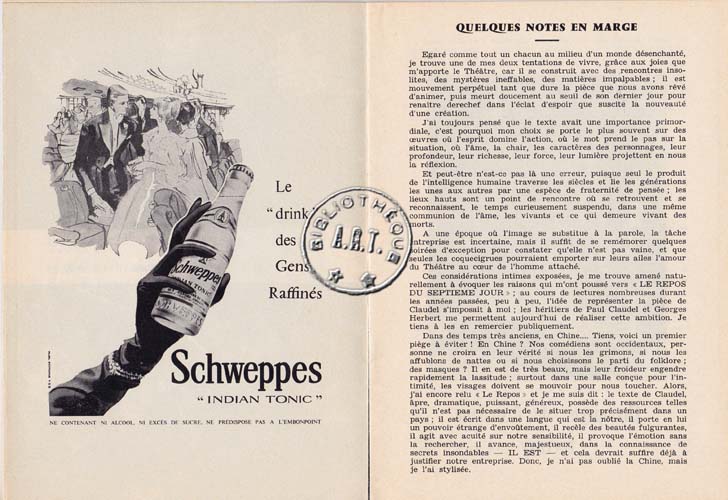 Le
"drink
des
Gens
Raffinés
Schweppes
INDIAN TONIC
Schweppes
" INDIAN TONIC "
NE CONTENANT NI ALCOOL, NI EXCÈS DE SUCRE, NE PRÉDISPOSE PAS A L'EMBONPOINT
BIBLIOTHÈQUE
A.R.T.
QUELQUES NOTES EN MARGE
Egaré comme tout un chacun au milieu d'un monde désenchanté,
je trouve une de mes deux tentations de vivre, grâce aux joies que
m'apporte le Théâtre, car il se construit avec des rencontres inso-
lites, des mystères ineffables, des matières impalpables ; il est
mouvement perpétuel tant que dure la pièce que nous avons rêvé
d'animer, puis meurt doucement au seuil de son dernier jour pour
renaitre derechef dans l'éclat d'espoir que suscite la nouveauté
d'une création.
J'ai toujours pensé que le texte avait une importance primor-
diale, c'est pourquoi mon choix se porte le plus souvent sur des
œuvres où l'esprit domine l'action, où le mot prend le pas sur la
situation, où l'âme, la chair, les caractères des personnages, leur
profondeur, leur richesse, leur force, leur lumière projettent en nous
la réflexion.
Et peut-être n'est-ce pas là une erreur, puisque seul le produit
de l'intelligence humaine traverse les siècles et lie les générations
les unes aux autres par une espèce de fraternité de pensée ; les
lieux hauts sont un point de rencontre où se retrouvent et se
reconnaissent, le temps curieusement suspendu, dans une même
communion de l'âme, les vivants et ce qui demeure vivant des
morts.
A une époque où l'image se substitue à la parole, la tâche
entreprise est incertaine, mais il suffit de se remémorer quelques
soirées d'exception pour constater qu'elle n'est pas vaine, et que
seules les coquecigrues pourraient emporter sur leurs ailes l'amour
du Théâtre au cœur de l'homme attaché.
Ces considérations intimes exposées, je me trouve amené natu-
rellement à évoquer les raisons qui m'ont poussé vers « LE REPOS
DU SEPTIEME JOUR » ; au cours de lectures nombreuses durant
les années passées, peu à peu, l'idée de représenter la pièce de
Claudel s'imposait à moi ; les héritiers de Paul Claudel et Georges
Herbert me permettent aujourd'hui de réaliser cette ambition. Je
tiens à les en remercier publiquement.
Dans des temps très anciens, en Chine.... Tiens, voici un premier
piège à éviter ! En Chine ? Nos comédiens sont occidentaux, per-
sonne ne croira en leur vérité si nous les grimons, si nous les
affublons de nattes ou si nous choisissons le parti du folklore ;
des masques ? Il en est de très beaux, mais leur froideur engendre
rapidement la lassitude ; surtout dans une salle conçue pour l'in-
timité, les visages doivent se mouvoir pour nous toucher. Alors,
j'ai encore relu « Le Repos » et je me suis dit : le texte de Claudel,
âpre, dramatique, puissant, généreux, possède des ressources telles
qu'il n'est pas nécessaire de le situer trop précisément dans un
pays ; il est écrit dans une langue qui est la nôtre, il porte en lui
un pouvoir étrange d'envoûtement, il recèle des beautés fulgurantes,
il agit avec acuité sur notre sensibilité, il provoque l'émotion sans
la rechercher, il avance, majestueux, dans la connaissance de
secrets insondables — IL EST — et cela devrait suffire déjà à
justifier notre entreprise. Donc, je n'ai pas oublié la Chine, mais
je l'ai stylisée.